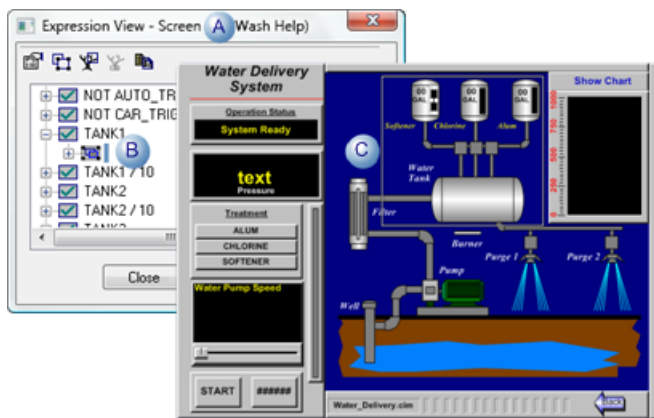 Expression View - Screen
A
Wash Help)
NOT AUTO_TR
NOT CAR_TRIG
TANK1
B
TANK1 / 10
TANK2
TANK2 / 10
Close
Water Delivery
System
Operation Status
System Ready
text
Pressure
Treatment
ALUM
CHLORINE
SOFTENER
Water Pump Speed
START
######
00
GAL
00
GAL
00
GAL
Softener
Chlorine
Alum
C
Water
Tank
Filter
Burner
Purge 1
Purge 2
Pump
Well
Show Chart
1000
750
500
250
0
Water_Delivery.cim
Back